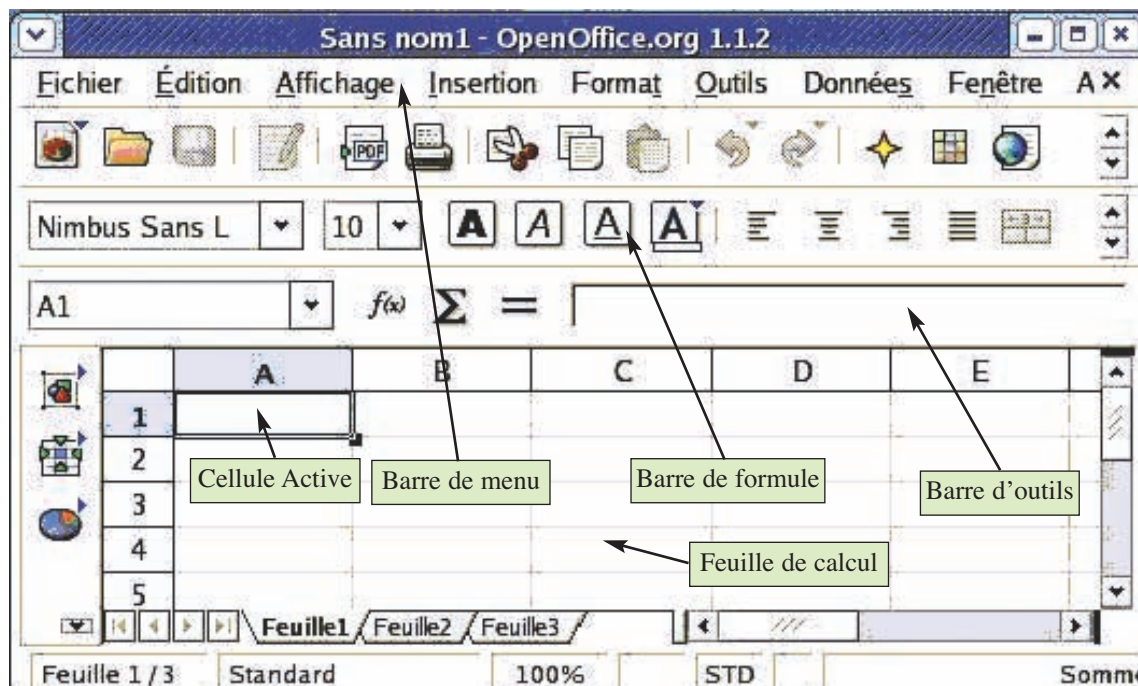 Sans nom1 - OpenOffice.org 1.1.2
Fichier Édition Affichage Insertion Format Outils Données Fenêtre A
PDF
Nimbus Sans L 10 A A A A
A1 f(x) Σ =
A B C D E
1
2
Cellule Active Barre de menu Barre de formule Barre d'outils
3
4
Feuille de calcul
5
Feuille1 Feuille2 Feuille3
Feuille 1 / 3 Standard 100% STD Somme